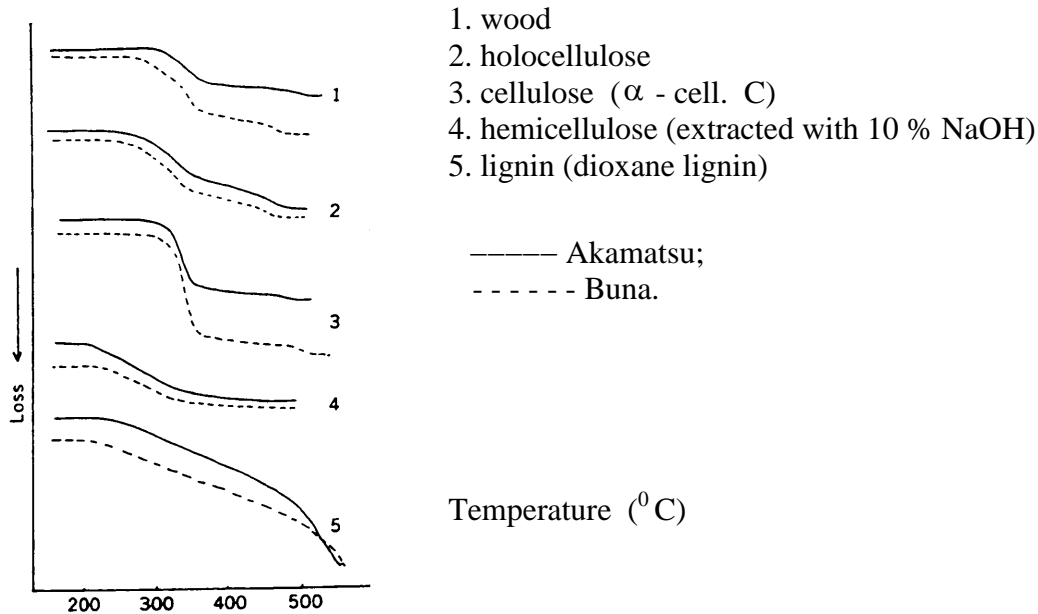 1. wood
2. holocellulose
3. cellulose (α - cell. C)
4. hemicellulose (extracted with 10 % NaOH)
5. lignin (dioxane lignin)
––––– Akamatsu;
- - - - - - Buna.
Temperature (⁰ C)
Loss
1
2
3
4
5
200 300 400 500